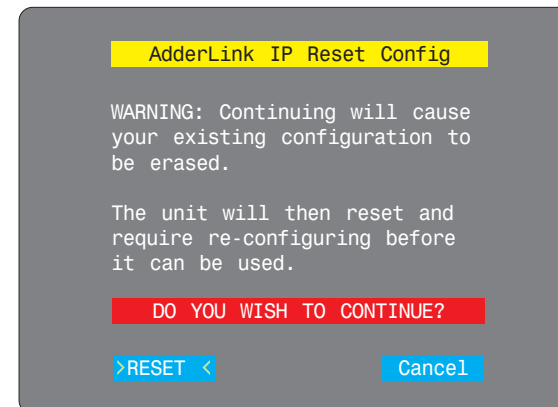 AdderLink IP Reset Config
WARNING: Continuing will cause
your existing configuration to
be erased.
The unit will then reset and
require re-configuring before
it can be used.
DO YOU WISH TO CONTINUE?
>RESET < Cancel